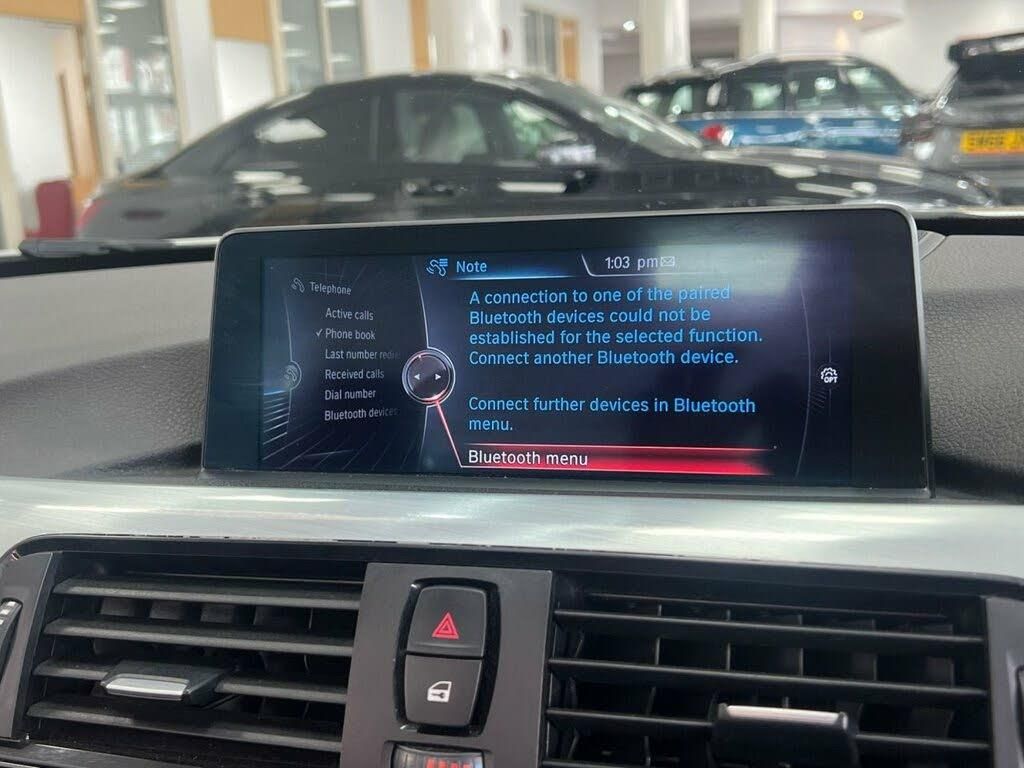 Note
1:03 pm
Telephone
Active calls
Phone book
Last number redia
Received calls
Dial number
Bluetooth devices
A connection to one of the paired
Bluetooth devices could not be
established for the selected function.
Connect another Bluetooth device.
Connect further devices in Bluetooth
menu.
Bluetooth menu
OPT